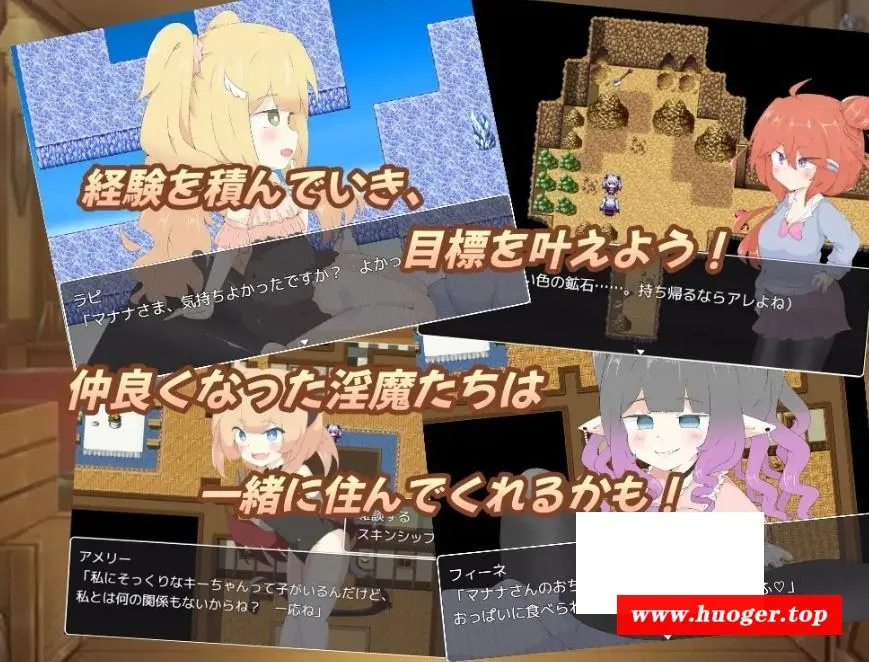 経験を積んでいき、
目標を叶えよう！
ラピ
「マナナさま、気持ちよかったですか？　よかっ
い色の鉱石……。持ち帰るならアレよね）
仲良くなった淫魔たちは
一緒に住んでくれるかも！
スキンシップ
アメリー
「私にそっくりなキーちゃんって子がいるんだけど、
私とは何の関係もないからね？　一応ね」
フィーネ
「マナナさんのおち
ふ♡」
おっぱいに食べられ
www.huoger.top